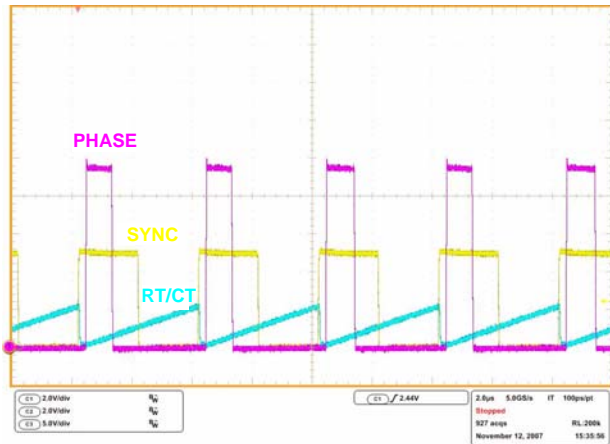 PHASE
SYNC
RT/CT
C1 2.0V/div
C2 2.0V/div
C3 5.0V/div
C1 2.44V
2.0µs 5.0GS/s IT 100ps/pt
Stopped
927 acqs RL:200k
November 12, 2007 15:35:56